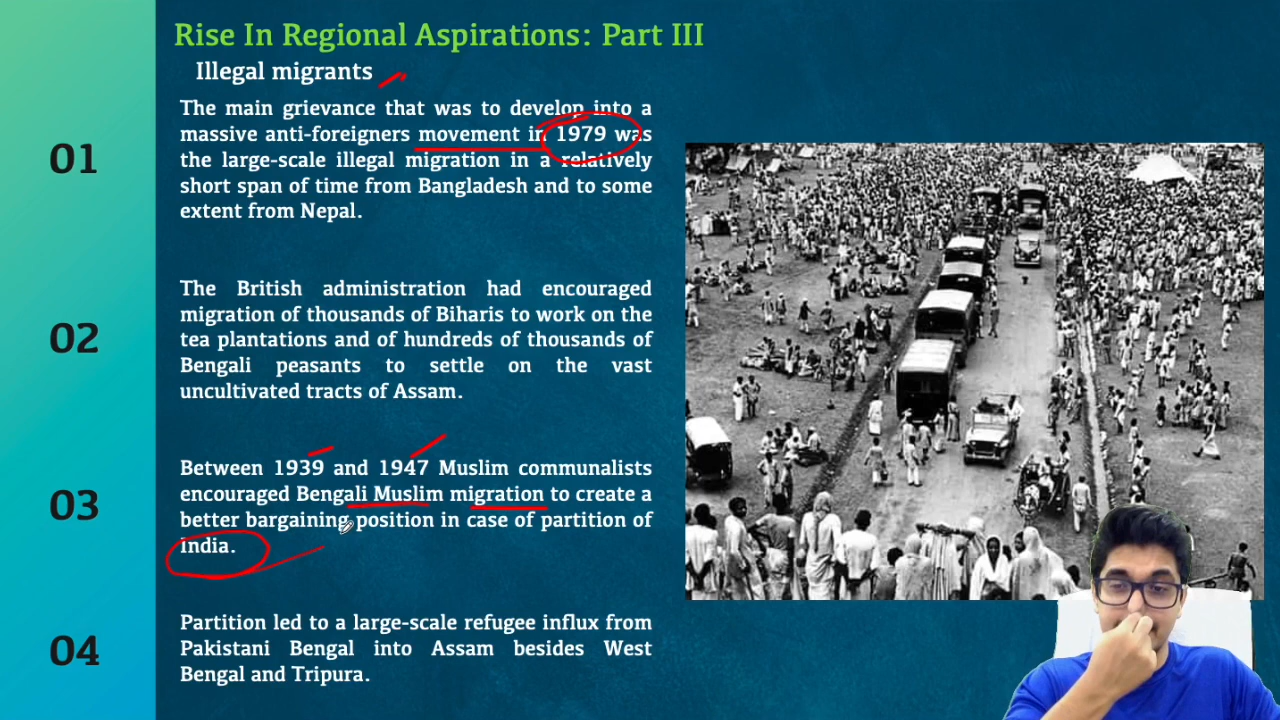 Rise In Regional Aspirations: Part III
Illegal migrants
01
The main grievance that was to develop into a
massive anti-foreigners movement in 1979 was
the large-scale illegal migration in a relatively
short span of time from Bangladesh and to some
extent from Nepal.
02
The British administration had encouraged
migration of thousands of Biharis to work on the
tea plantations and of hundreds of thousands of
Bengali peasants to settle on the vast
uncultivated tracts of Assam.
03
Between 1939 and 1947 Muslim communalists
encouraged Bengali Muslim migration to create a
better bargaining position in case of partition of
India.
04
Partition led to a large-scale refugee influx from
Pakistani Bengal into Assam besides West
Bengal and Tripura.